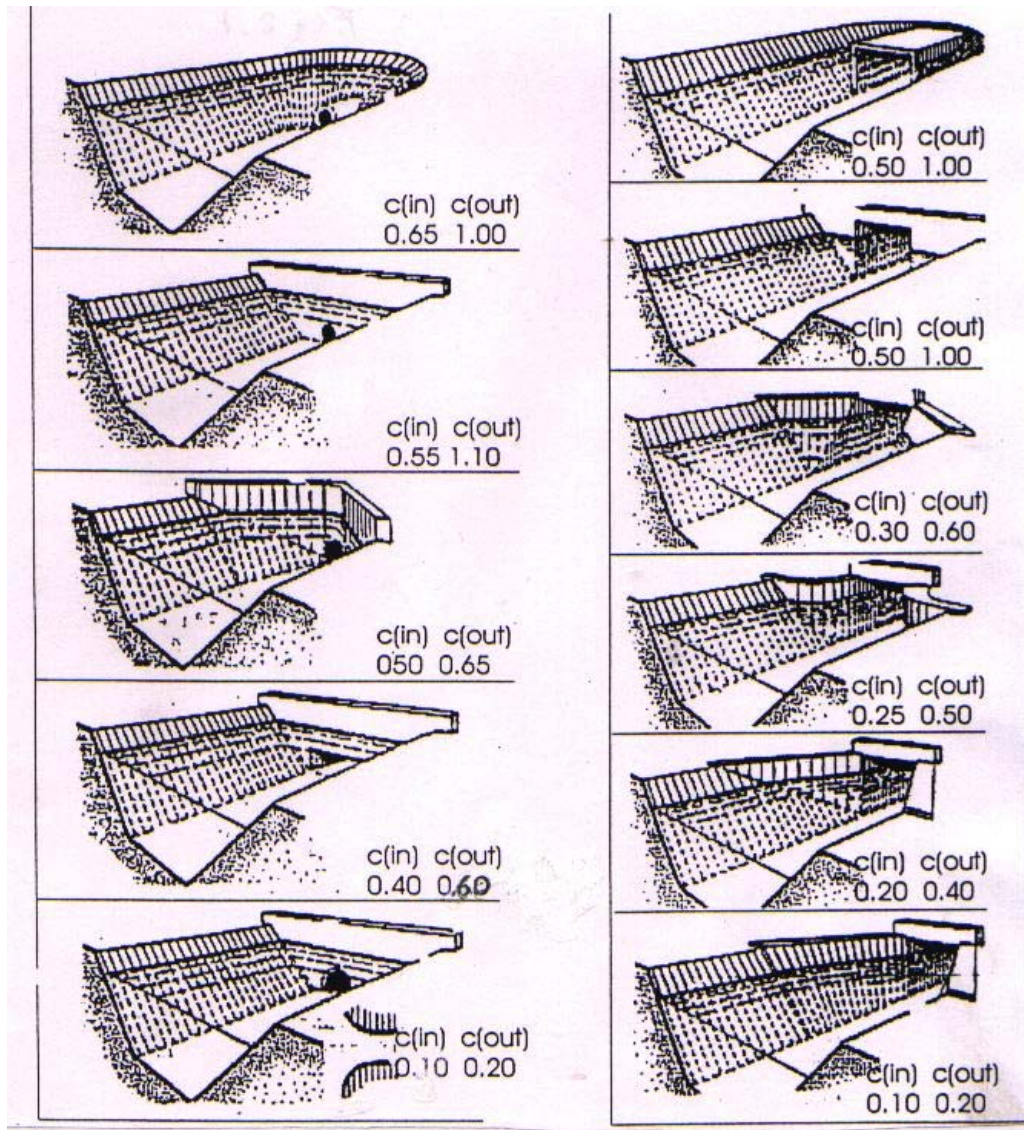 c(in) c(out)
0.65 1.00
c(in) c(out)
0.55 1.10
c(in) c(out)
050 0.65
c(in) c(out)
0.40 0.60
c(in) c(out)
0.10 0.20
c(in) c(out)
0.50 1.00
c(in) c(out)
0.50 1.00
c(in) c(out)
0.30 0.60
c(in) c(out)
0.25 0.50
c(in) c(out)
0.20 0.40
c(in) c(out)
0.10 0.20